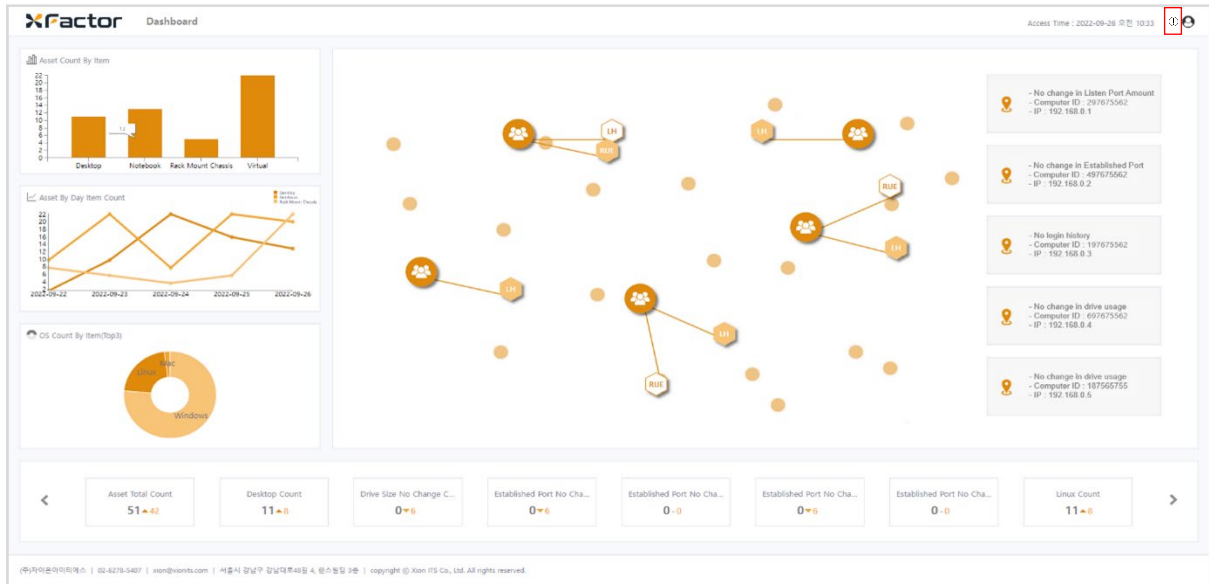 XFactor
Dashboard
Access Time : 2022-09-26 오전 10:33
①
Asset Count By Item
22
20
18
16
14
12
10
8
6
4
2
0
Desktop
Notebook
Rack Mount Chassis
Virtual
Asset By Day Item Count
Desktop
Notebook
Rack Mount Chassis
22
20
18
16
14
12
10
8
6
4
2
2022-09-22
2022-09-23
2022-09-24
2022-09-25
2022-09-26
OS Count By Item(Top3)
Mac
Linux
Windows
LH
RUE
LH
RUE
LH
LH
LH
RUE
- No change in Listen Port Amount
- Computer ID : 297675562
- IP : 192.168.0.1
- No change in Established Port
- Computer ID : 497675562
- IP : 192.168.0.2
- No login history
- Computer ID : 197675562
- IP : 192.168.0.3
- No change in drive usage
- Computer ID : 697675562
- IP : 192.168.0.4
- No change in drive usage
- Computer ID : 187565755
- IP : 192.168.0.5
Asset Total Count
51 ▲ 42
Desktop Count
11 ▲ 8
Drive Size No Change C...
0 ▼ 6
Established Port No Cha...
0 ▼ 6
Established Port No Cha...
0 - 0
Established Port No Cha...
0 ▼ 6
Established Port No Cha...
0 - 0
Linux Count
11 ▲ 8
(주)자이온아이티에스 | 02-6278-5407 | xion@xionits.com | 서울시 강남구 강남대로48길 4, 3층 | copyright ⓒ Xion ITS Co., Ltd. All rights reserved.